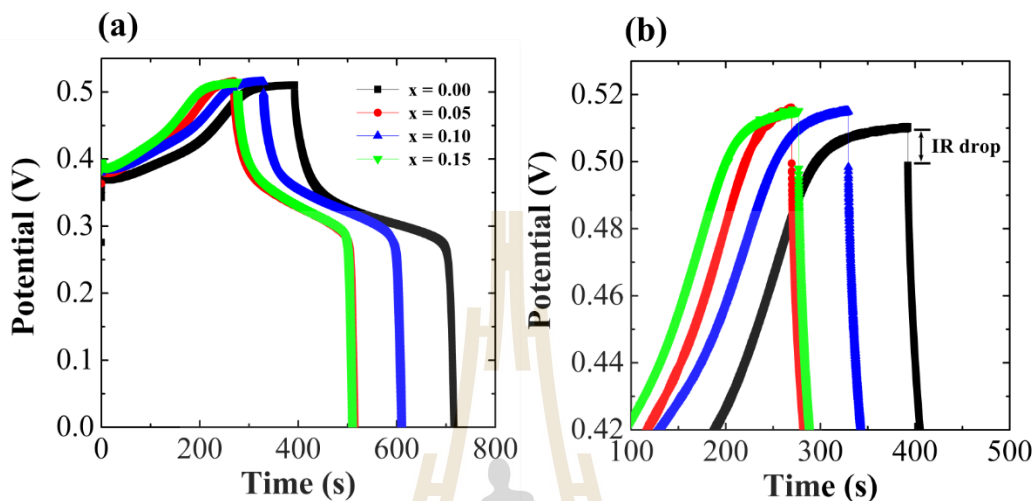 (a)
(b)
0.5
0.4
0.3
0.2
0.1
0.0
0
200
400
600
800
Potential (V)
Time (s)
x = 0.00
x = 0.05
x = 0.10
x = 0.15
0.52
0.50
0.48
0.46
0.44
0.42
100
200
300
400
500
Potential (V)
Time (s)
IR drop